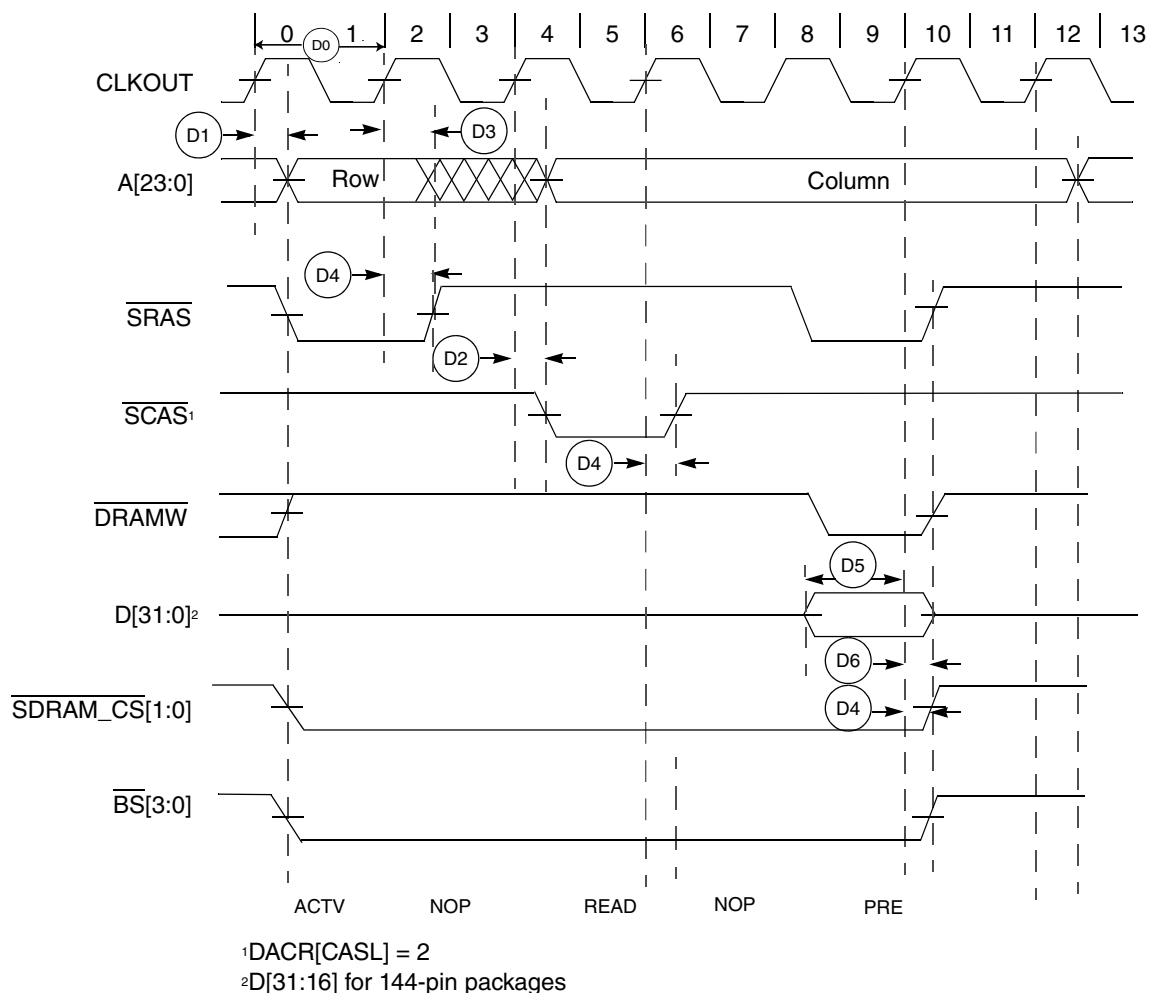 0 D0 1 2 3 4 5 6 7 8 9 10 11 12 13
CLKOUT
D1 D3
A[23:0] Row Column
D4
SRAS
D2
SCAS¹
D4
DRAMW
D5
D[31:0]²
D6
SDRAM_CS[1:0] D4
BS[3:0]
ACTV NOP READ NOP PRE
¹DACR[CASL] = 2
²D[31:16] for 144-pin packages